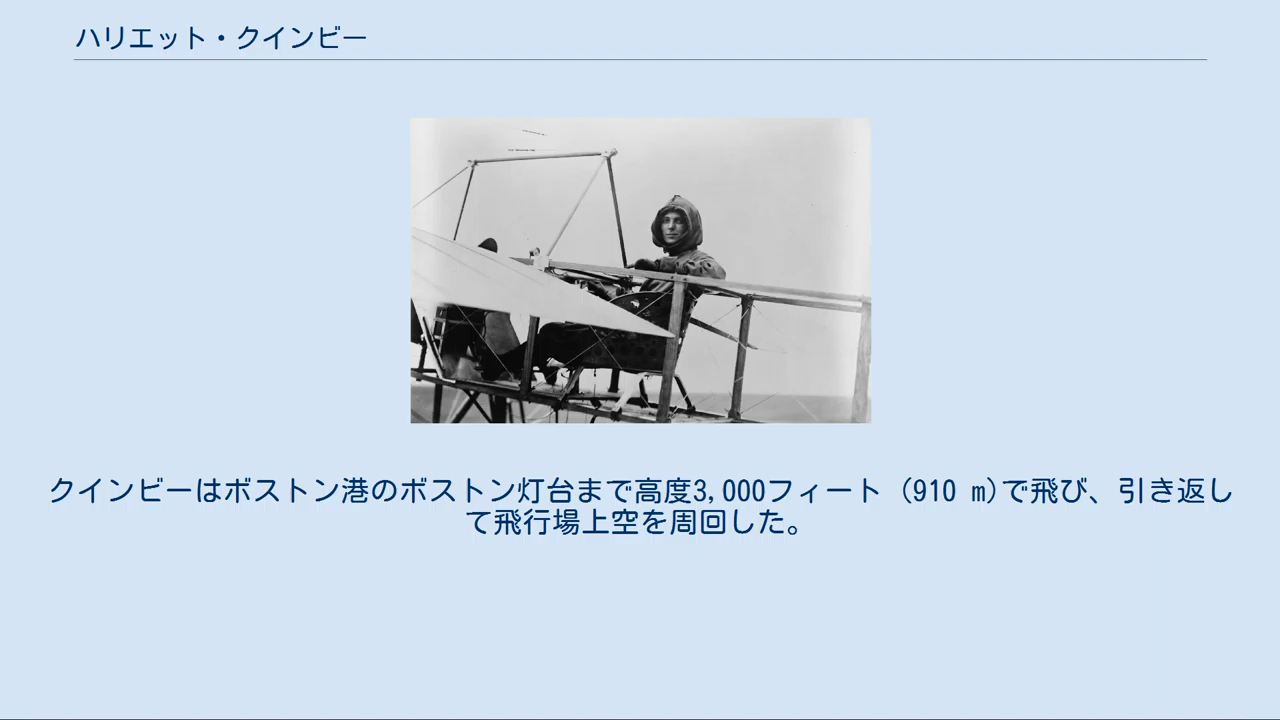 ハリエット・クインビー
クインビーはボストン港のボストン灯台まで高度3,000フィート (910 m)で飛び、引き返し
て飛行場上空を周回した。